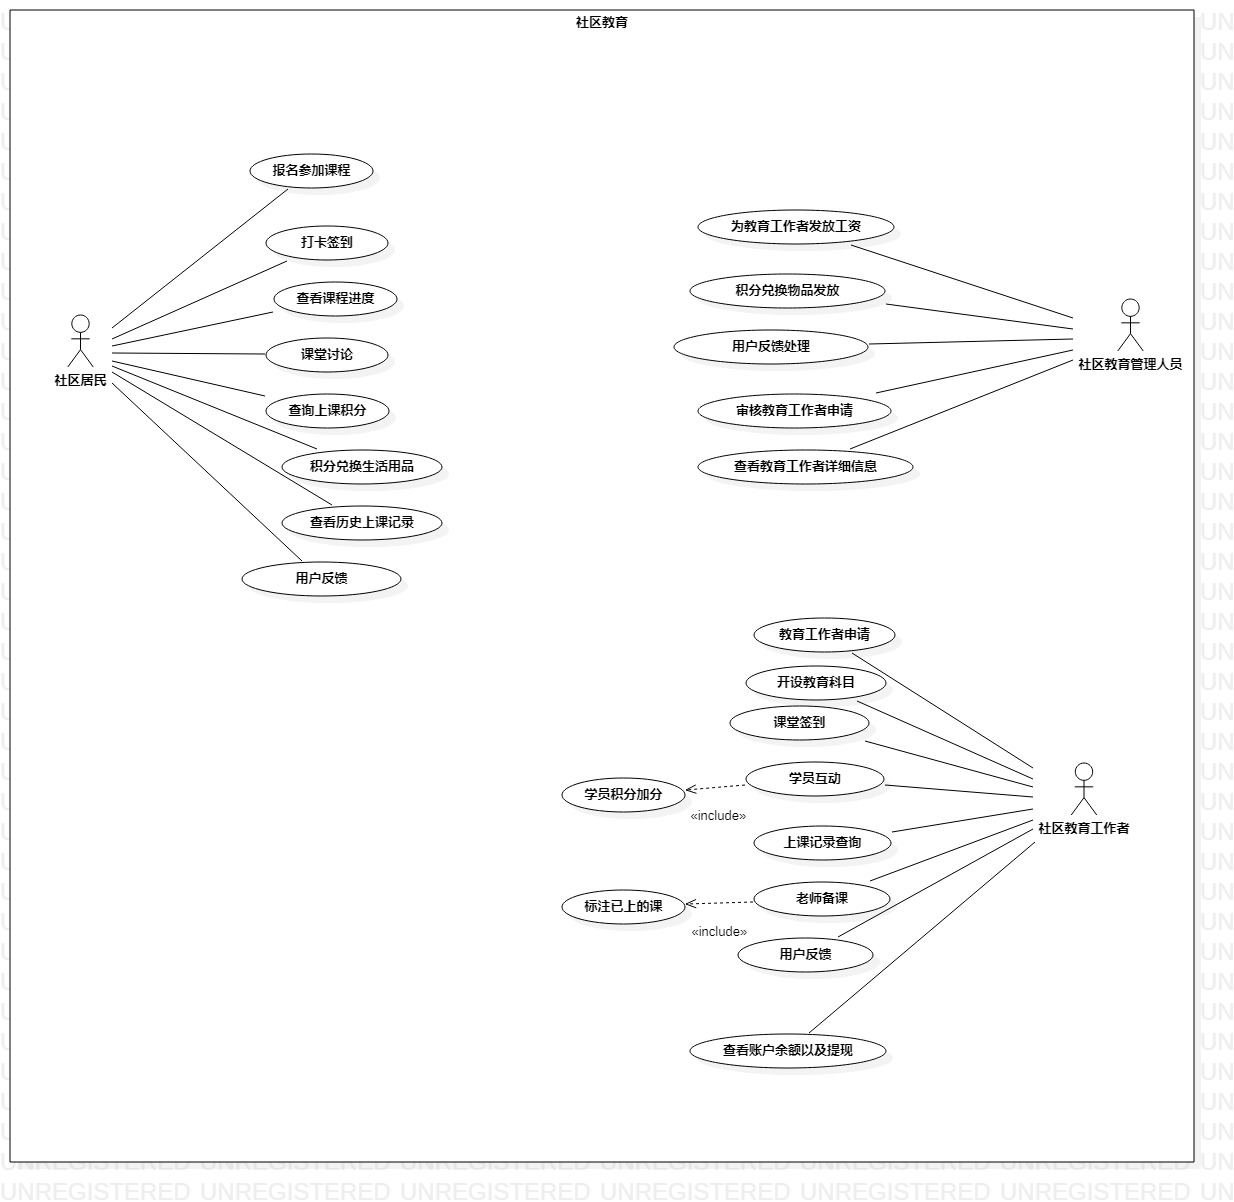 社区教育
报名参加课程
打卡签到
查看课程进度
课堂讨论
查询上课积分
积分兑换生活用品
查看历史上课记录
用户反馈
社区居民
为教育工作者发放工资
积分兑换物品发放
用户反馈处理
审核教育工作者申请
查看教育工作者详细信息
社区教育管理人员
教育工作者申请
开设教育科目
课堂签到
学员互动
学员积分加分
«include»
上课记录查询
老师备课
标注已上的课
«include»
用户反馈
查看账户余额以及提现
社区教育工作者
UNREGISTERED UNREGISTERED UNREGISTERED UNREGISTERED UNREGISTERED UNREGISTERED UN